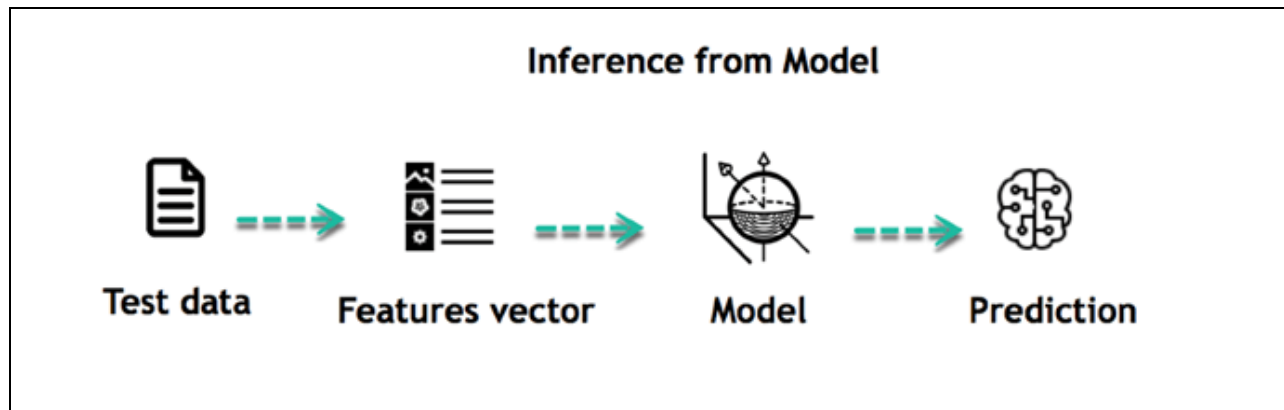 Inference from Model
Test data
Features vector
Model
Prediction